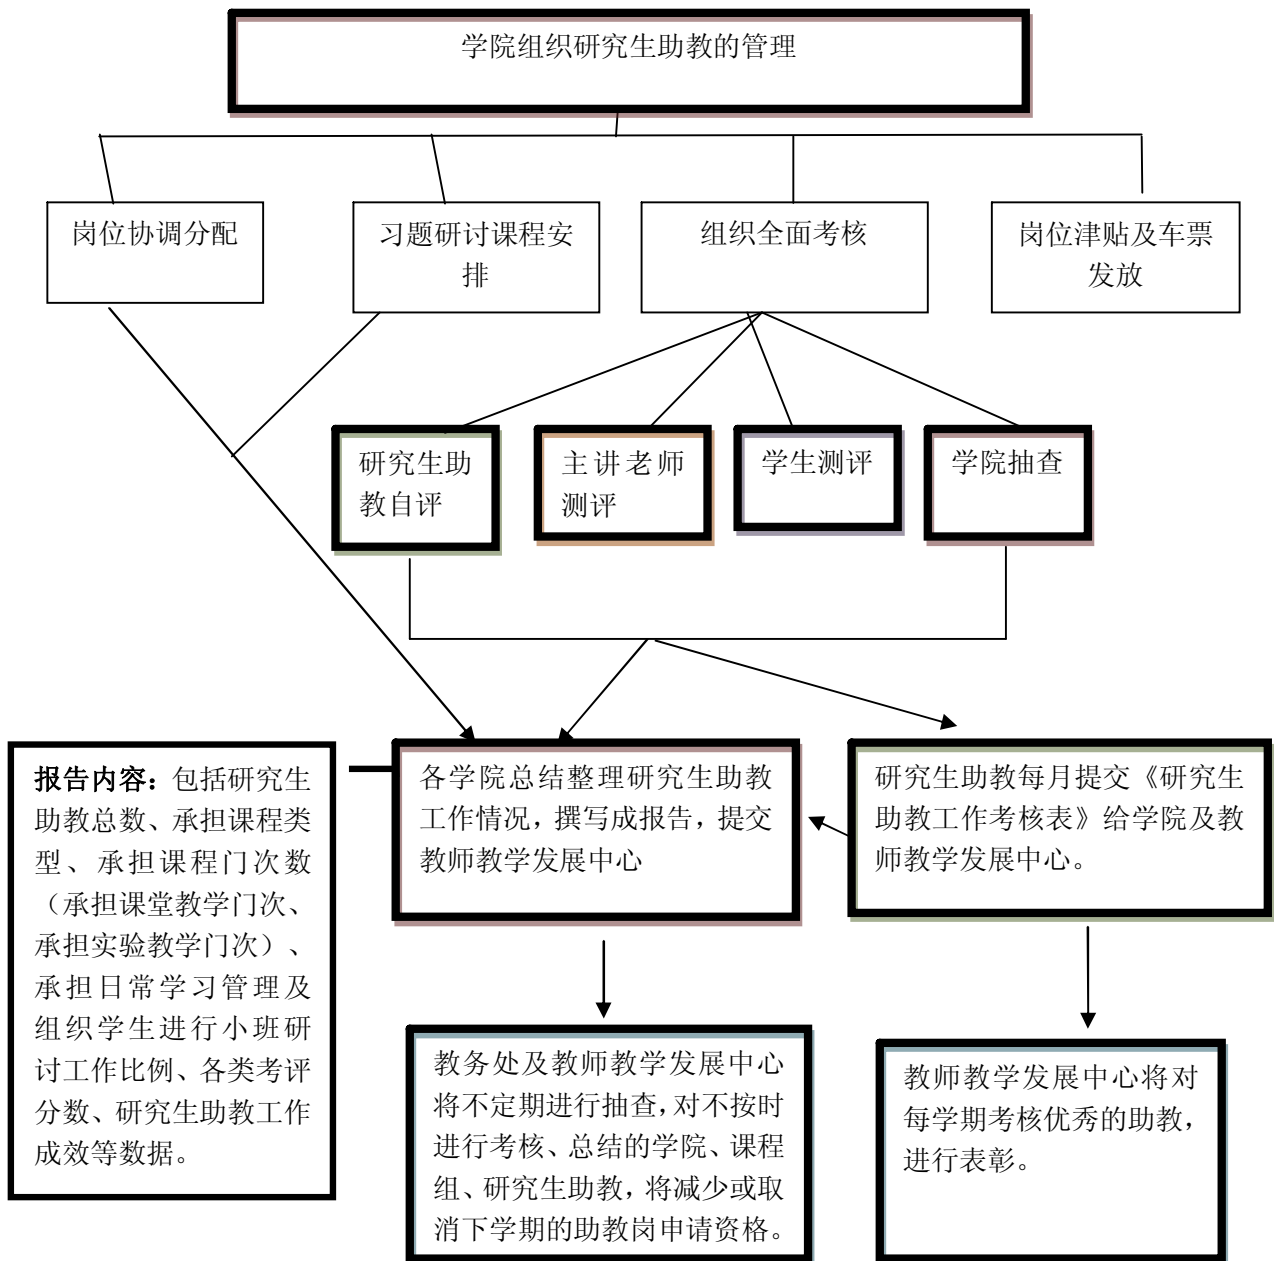 学院组织研究生助教的管理
岗位协调分配
习题研讨课程安
排
组织全面考核
岗位津贴及车票
发放
研究生助
教自评
主讲老师
测评
学生测评
学院抽查
报告内容：包括研究生
助教总数、承担课程类
型、承担课程门次数
（承担课堂教学门次、
承担实验教学门次）、
承担日常学习管理及
组织学生进行小班研
讨工作比例、各类考评
分数、研究生助教工作
成效等数据。
各学院总结整理研究生助教
工作情况，撰写成报告，提交
教师教学发展中心
研究生助教每月提交《研究生
助教工作考核表》给学院及教
师教学发展中心。
教务处及教师教学发展中心
将不定期进行抽查，对不按时
进行考核、总结的学院、课程
组、研究生助教，将减少或取
消下学期的助教岗申请资格。
教师教学发展中心将对
每学期考核优秀的助教，
进行表彰。